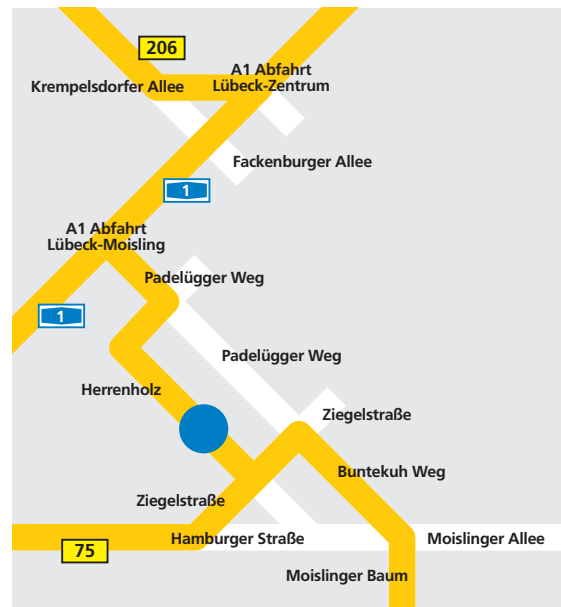 206
A1 Abfahrt
Lübeck-Zentrum
Krempelsdorfer Allee
Fackenburger Allee
1
A1 Abfahrt
Lübeck-Moisling
Padelügger Weg
1
Padelügger Weg
Herrenholz
Ziegelstraße
Buntekuh Weg
Ziegelstraße
Hamburger Straße
Moislinger Allee
75
Moislinger Baum